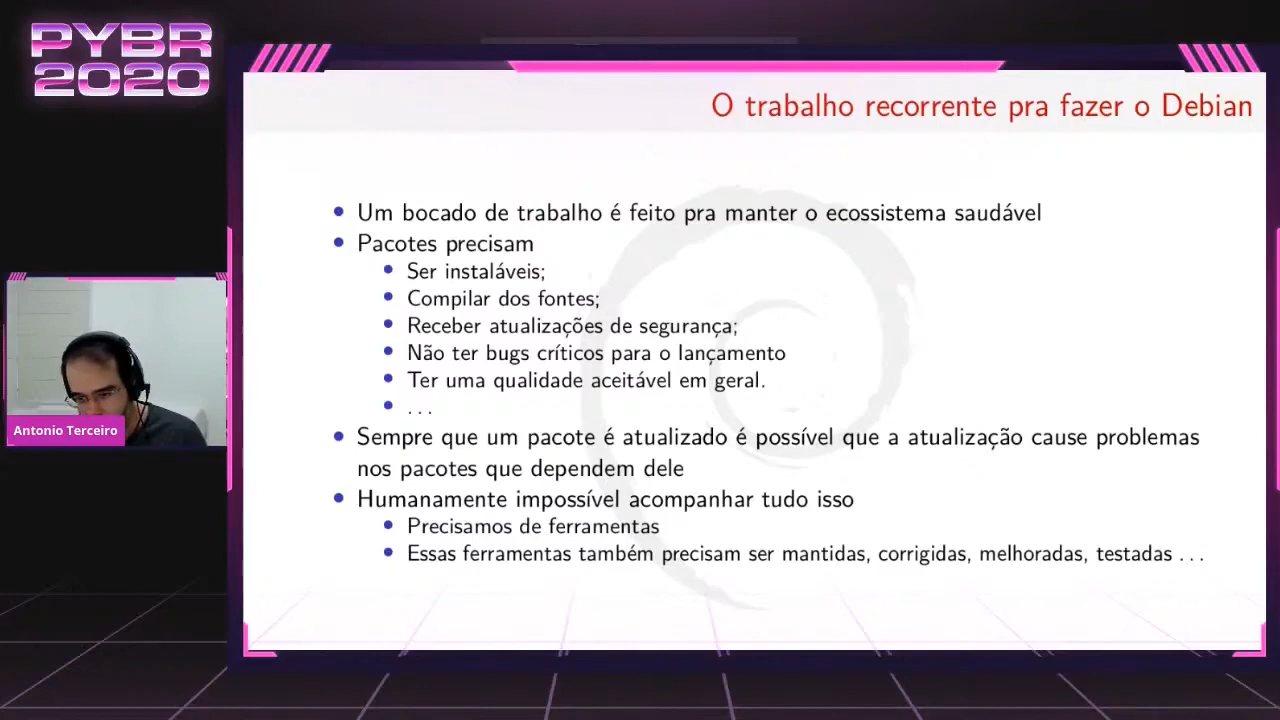 PYBR
2020
O trabalho recorrente pra fazer o Debian
Um bocado de trabalho é feito pra manter o ecossistema saudável
Pacotes precisam
Ser instaláveis;
Compilar dos fontes;
Receber atualizações de segurança;
Não ter bugs críticos para o lançamento
Ter uma qualidade aceitável em geral.
...
Sempre que um pacote é atualizado é possível que a atualização cause problemas
nos pacotes que dependem dele
Humanamente impossível acompanhar tudo isso
Precisamos de ferramentas
Essas ferramentas também precisam ser mantidas, corrigidas, melhoradas, testadas ...
Antonio Terceiro